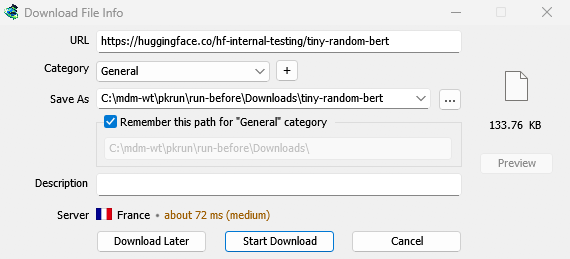 Download File Info
URL https://huggingface.co/hf-internal-testing/tiny-random-bert
Category General +
Save As C:\mdm-wt\pkrun\run-before\Downloads\tiny-random-bert ...
133.76 KB
Remember this path for "General" category
C:\mdm-wt\pkrun\run-before\Downloads\
Preview
Description
Server France • about 72 ms (medium)
Download Later Start Download Cancel